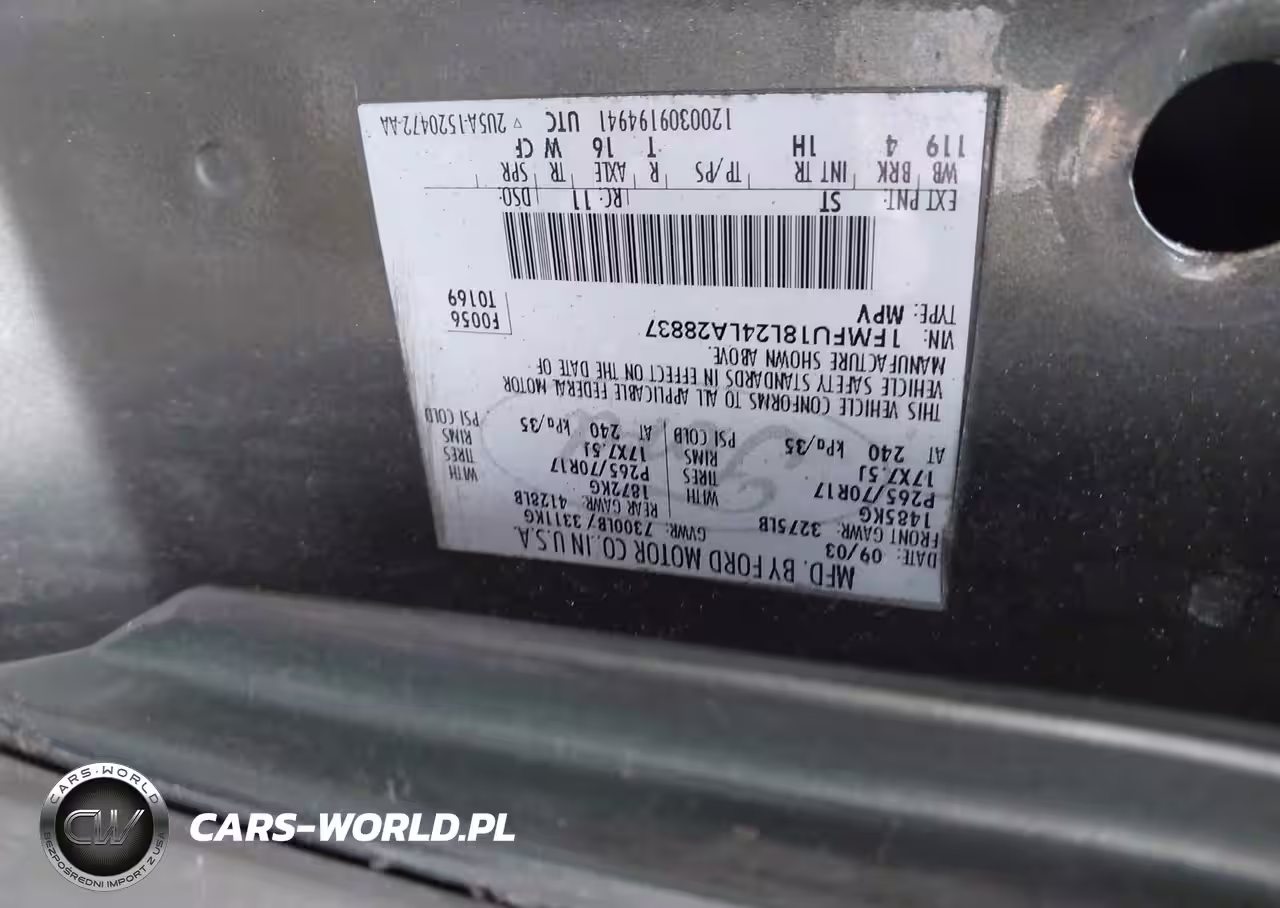 MFD. BY FORD MOTOR CO. IN U.S.A.
DATE: 09/03 GVWR: 7300LB/ 3311KG
FRONT GAWR: 3275LB REAR GAWR: 4128LB
1485KG WITH 1872KG WITH
P265/70R17 TIRES P265/70R17 TIRES
17X7.5J RIMS 17X7.5J RIMS
AT 240 kPa/35 PSI COLD AT 240 kPa/35 PSI COLD
THIS VEHICLE CONFORMS TO ALL APPLICABLE FEDERAL MOTOR
VEHICLE SAFETY STANDARDS IN EFFECT ON THE DATE OF
MANUFACTURE SHOWN ABOVE.
VIN: 1FMFU18L24LA28837 F0056
TYPE: MPV T0169
EXT PNT: ST RC: 11 DSO:
WB BRK INT TR TP/PS R AXLE TR SPR
119 4 1H T 16 W CF
1200309194941 UTC ▽ 2U5A-1520472-AA
CARS-WORLD
CW
BEZPOŚREDNI IMPORT Z USA
CARS-WORLD.PL